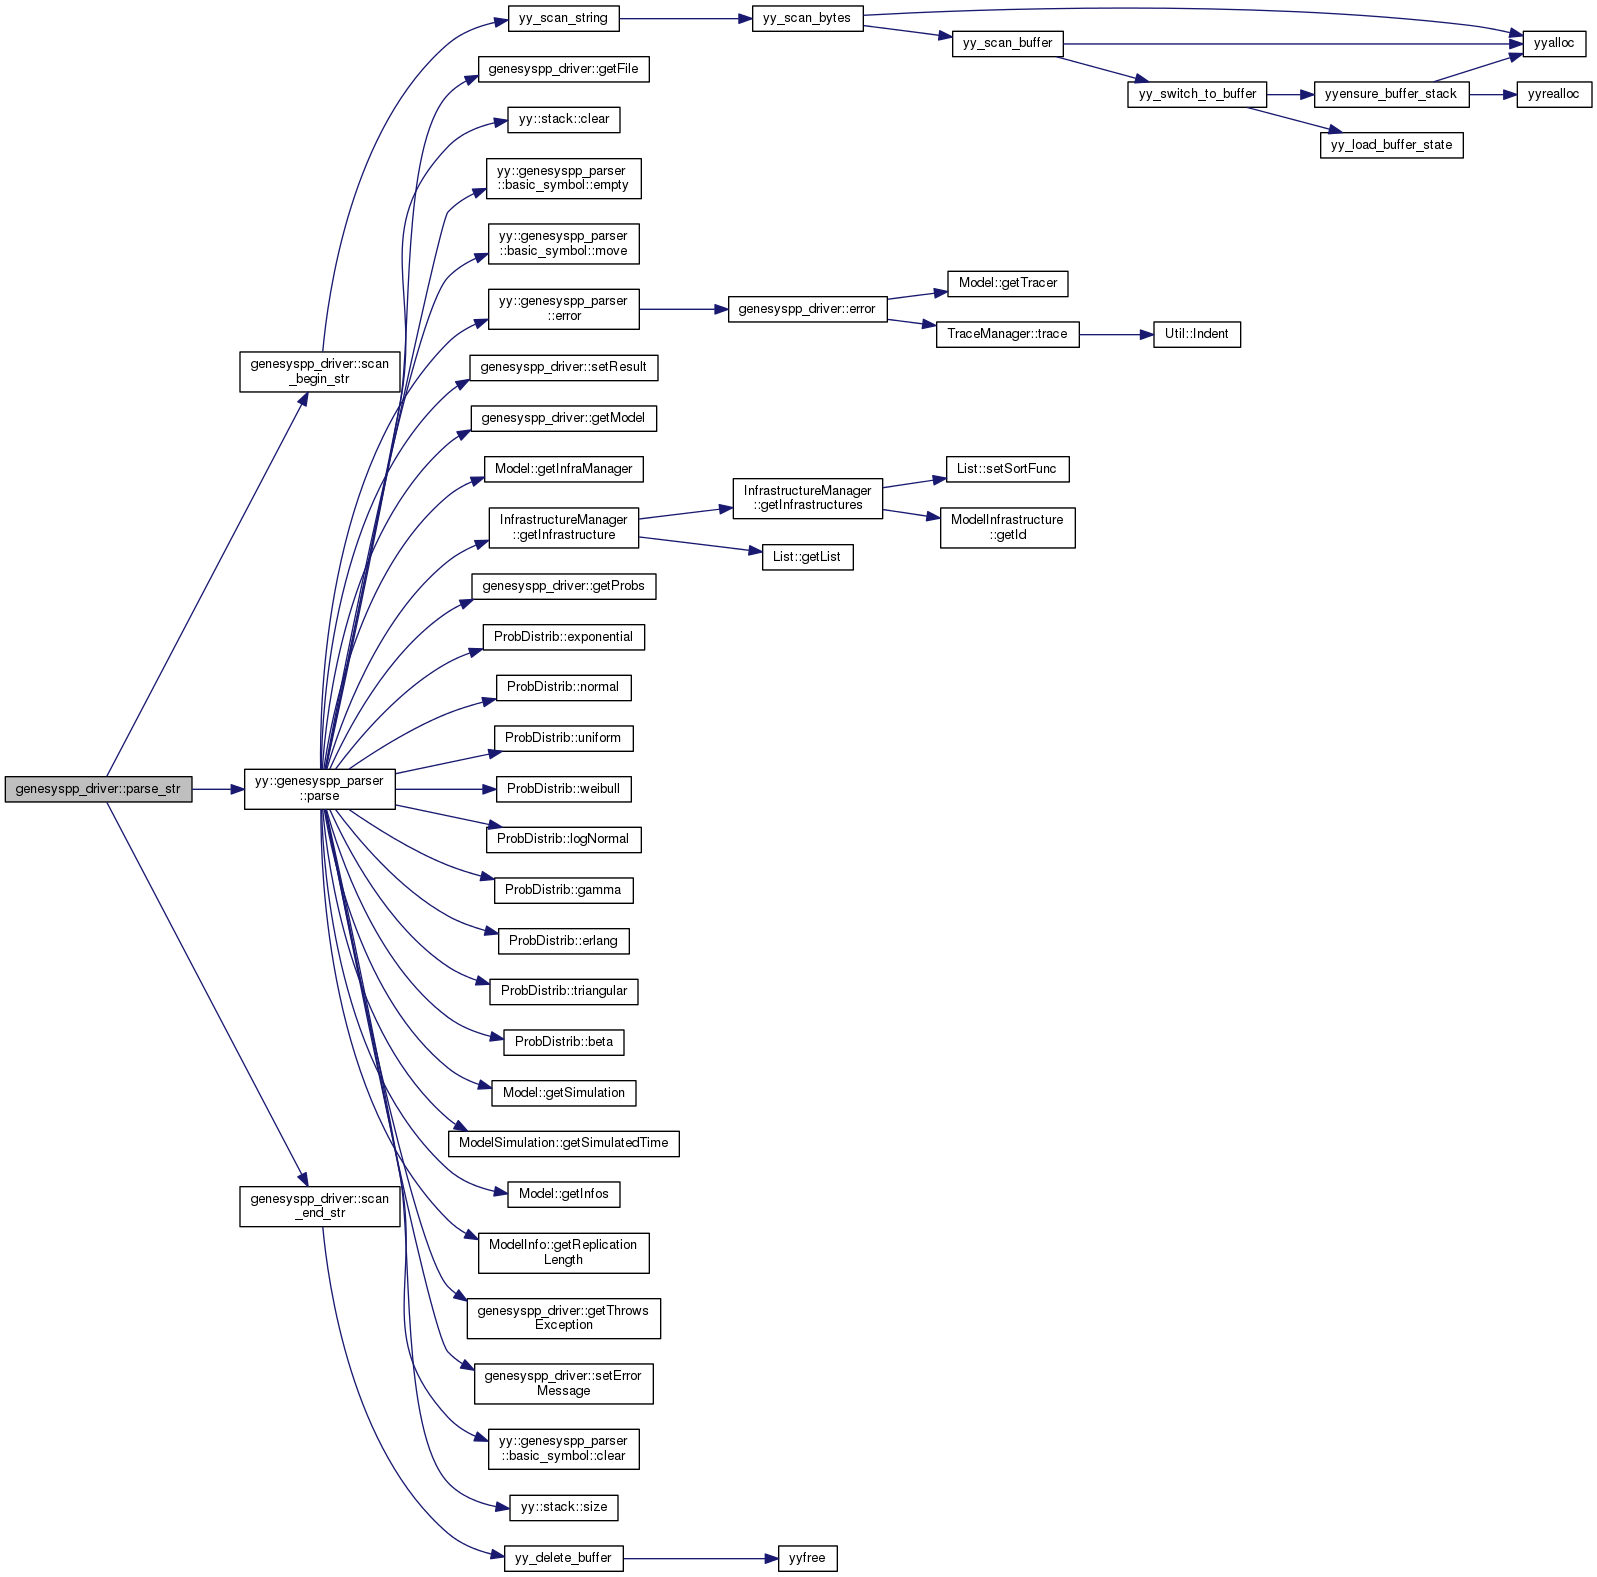 genesyspp_driver::parse_str
genesyspp_driver::scan
_begin_str
yy::genesyspp_parser
::parse
genesyspp_driver::scan
_end_str
yy_scan_string
genesyspp_driver::getFile
yy::stack::clear
yy::genesyspp_parser
::basic_symbol::empty
yy::genesyspp_parser
::basic_symbol::move
yy::genesyspp_parser
::error
genesyspp_driver::setResult
genesyspp_driver::getModel
Model::getInfraManager
InfrastructureManager
::getInfrastructure
genesyspp_driver::getProbs
ProbDistrib::exponential
ProbDistrib::normal
ProbDistrib::uniform
ProbDistrib::weibull
ProbDistrib::logNormal
ProbDistrib::gamma
ProbDistrib::erlang
ProbDistrib::triangular
ProbDistrib::beta
Model::getSimulation
ModelSimulation::getSimulatedTime
Model::getInfos
ModelInfo::getReplication
Length
genesyspp_driver::getThrows
Exception
genesyspp_driver::setError
Message
yy::genesyspp_parser
::basic_symbol::clear
yy::stack::size
yy_delete_buffer
yy_scan_bytes
genesyspp_driver::error
InfrastructureManager
::getInfrastructures
List::getList
yyfree
yy_scan_buffer
Model::getTracer
TraceManager::trace
List::setSortFunc
ModelInfrastructure
::getId
yy_switch_to_buffer
Util::Indent
yyensure_buffer_stack
yy_load_buffer_state
yyalloc
yyrealloc